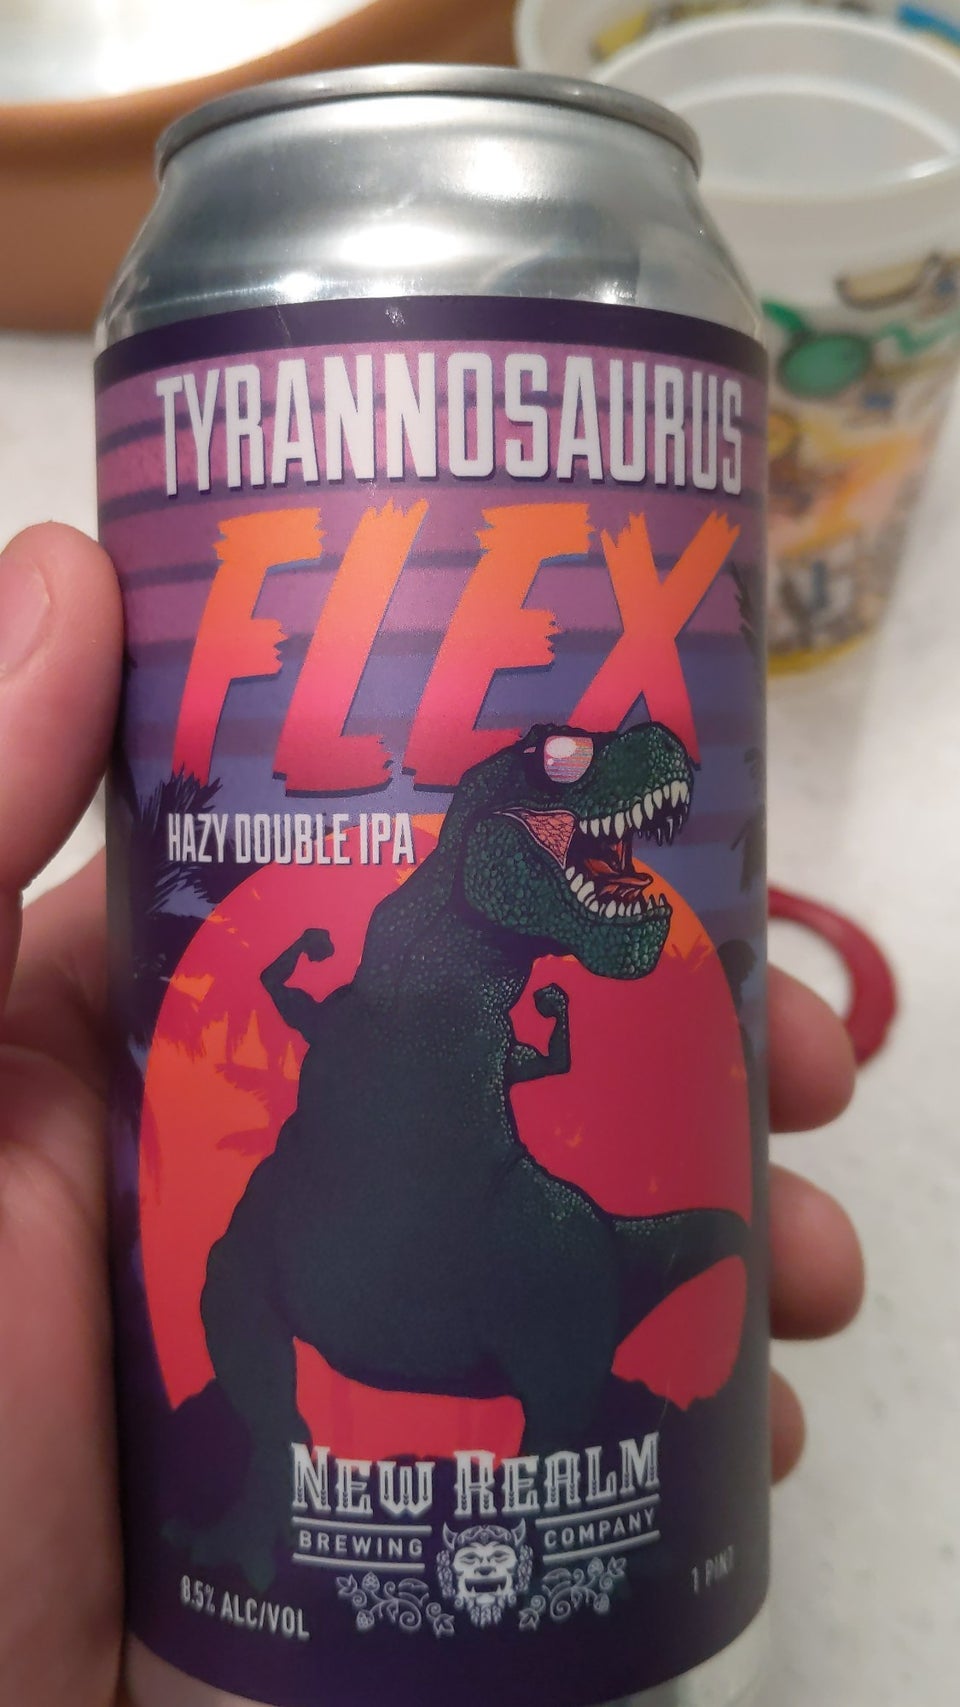 TYRANNOSAURUS
FLEX
HAZY DOUBLE IPA
NEW REALM
BREWING COMPANY
8.5% ALC/VOL
1 PINT